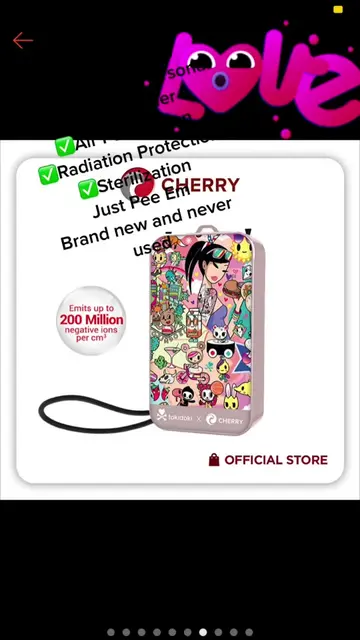 LOVE
✅Radiation Protection
✅Sterilization
Just Pee Em
Brand new and never
used
CHERRY
Emits up to
200 Million
negative ions
per cm³
tokidoki X CHERRY
OFFICIAL STORE